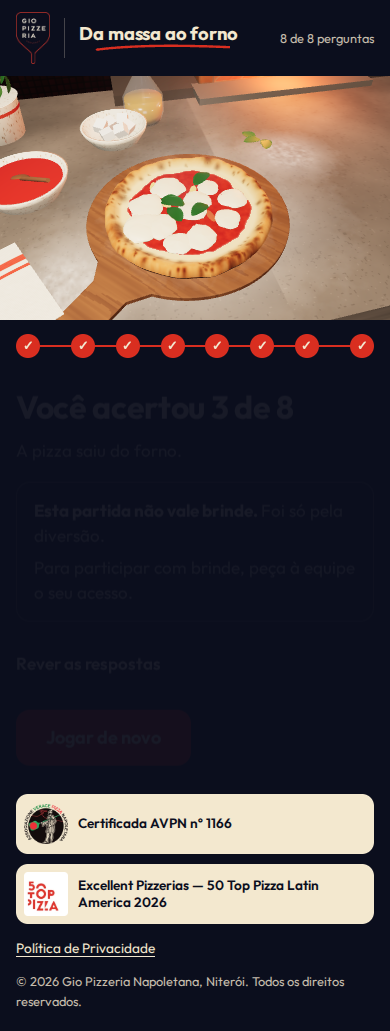 GIO
PIZZE
RIA
Da massa ao forno
8 de 8 perguntas
Você acertou 3 de 8
A pizza saiu do forno.
Esta partida não vale brinde. Foi só pela
diversão.
Para participar com brinde, peça à equipe
o seu acesso.
Rever as respostas
Jogar de novo
Certificada AVPN nº 1166
50
TOP
PIZZA
Excellent Pizzerias — 50 Top Pizza Latin
America 2026
Política de Privacidade
© 2026 Gio Pizzeria Napoletana, Niterói. Todos os direitos
reservados.